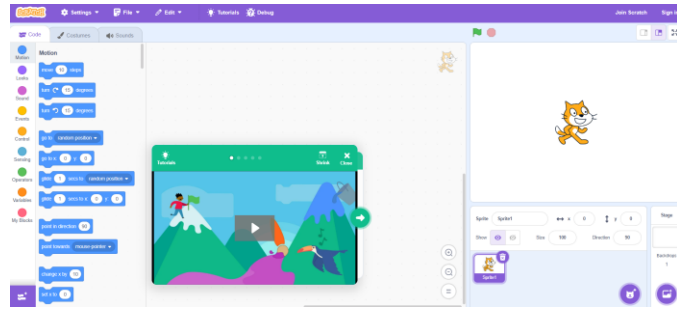 SCRATCH Settings File Edit Tutorials Debug Join Scratch Sign i
Code Costumes Sounds
Motion Motion
Looks
Sound
Events
Control
Sensing
Operators
Variables
My Blocks
move 10 steps
turn 15 degrees
turn 15 degrees
go to random position
go to x: 0 y: 0
glide 1 secs to random position
glide 1 secs to x: 0 y: 0
point in direction 90
point towards mouse-pointer
change x by 10
set x to 0
Tutorials Shrink Close
Sprite Sprite1 x 0 y 0
Show Size 100 Direction 90
Sprite1
Stage
Backdrops
1